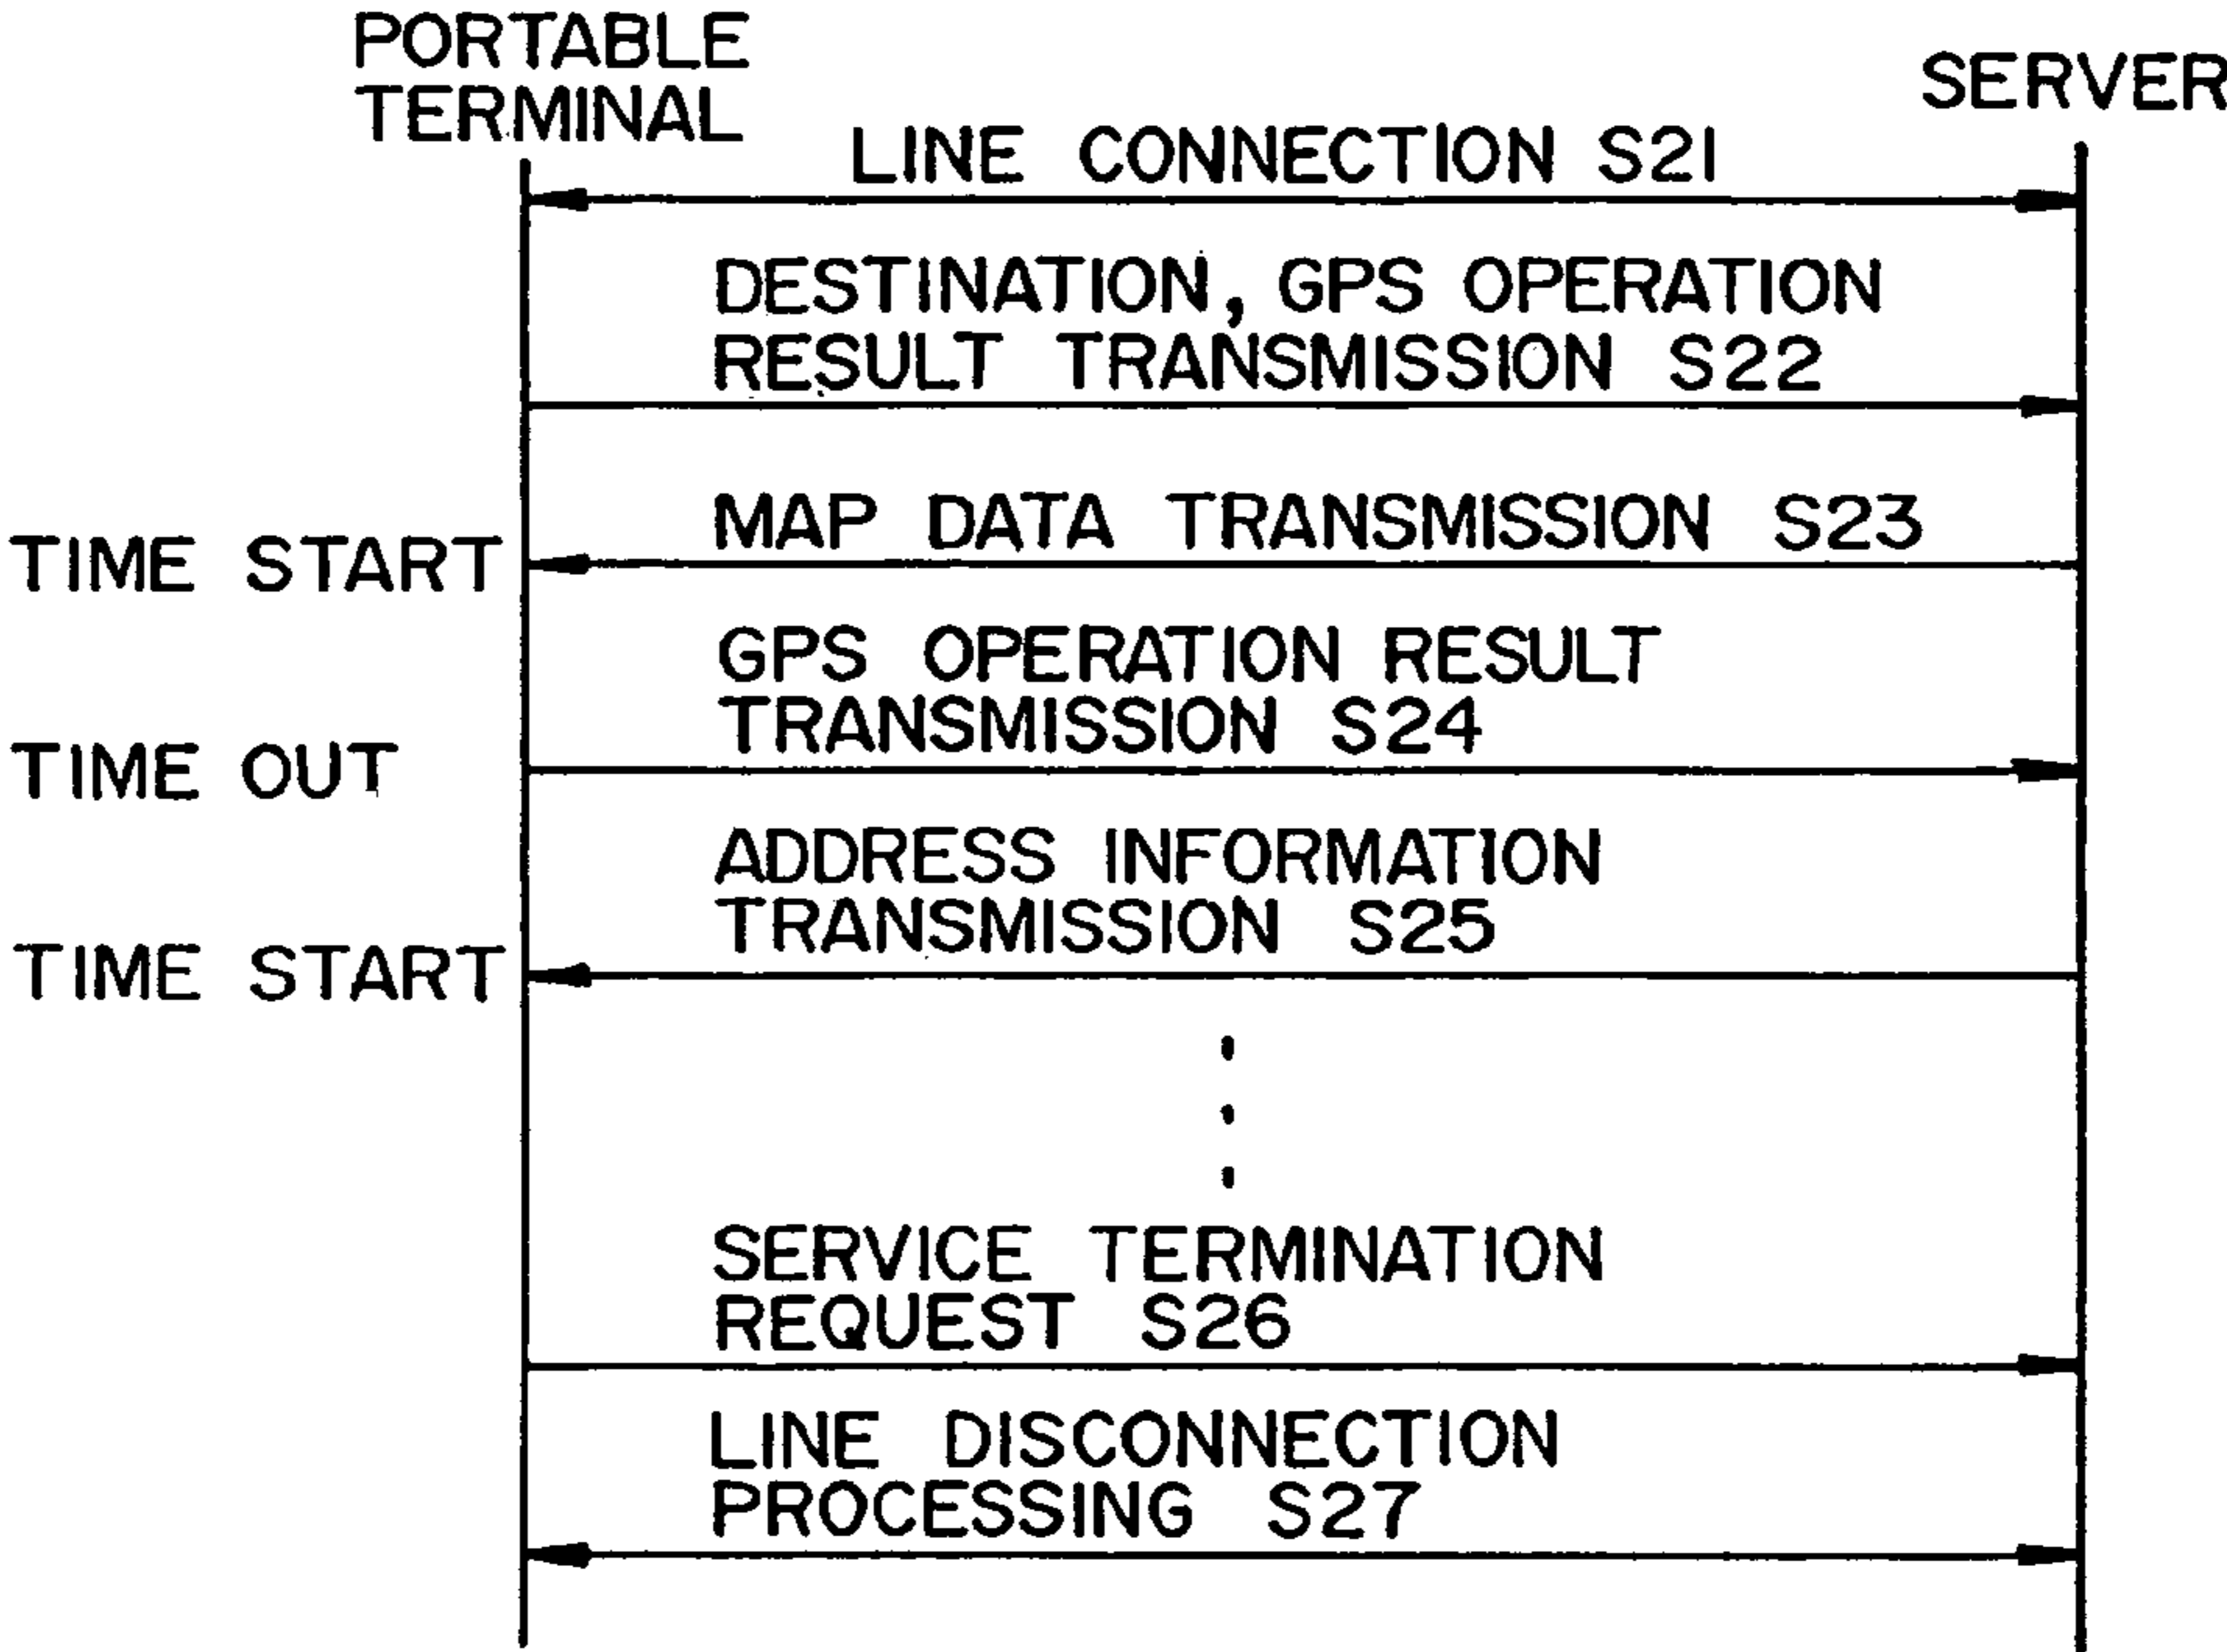 PORTABLE
TERMINAL
SERVER
LINE CONNECTION S21
DESTINATION, GPS OPERATION
RESULT TRANSMISSION S22
MAP DATA TRANSMISSION S23
TIME START
GPS OPERATION RESULT
TRANSMISSION S24
TIME OUT
ADDRESS INFORMATION
TRANSMISSION S25
TIME START
SERVICE TERMINATION
REQUEST S26
LINE DISCONNECTION
PROCESSING S27